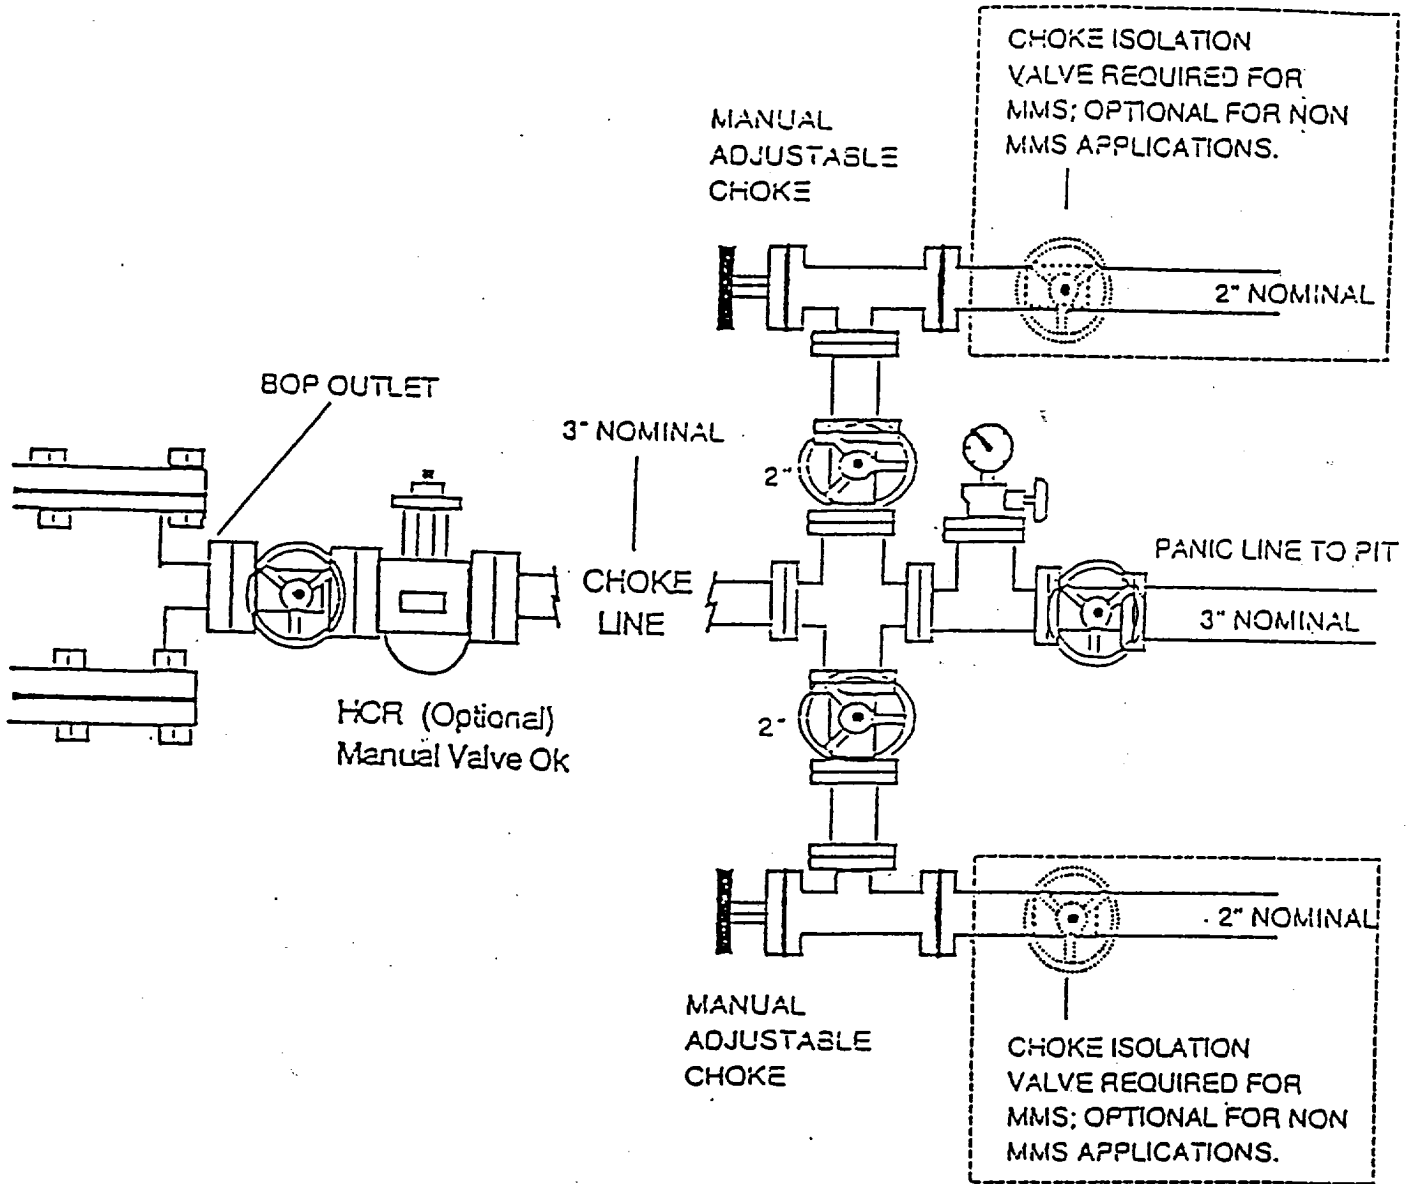 CHOKE ISOLATION
VALVE REQUIRED FOR
MMS; OPTIONAL FOR NON
MMS APPLICATIONS.
MANUAL
ADJUSTABLE
CHOKE
2" NOMINAL
BOP OUTLET
3" NOMINAL
2"
PANIC LINE TO PIT
CHOKE
LINE
3" NOMINAL
HCR (Optional)
Manual Valve Ok
2"
2" NOMINAL
MANUAL
ADJUSTABLE
CHOKE
CHOKE ISOLATION
VALVE REQUIRED FOR
MMS; OPTIONAL FOR NON
MMS APPLICATIONS.